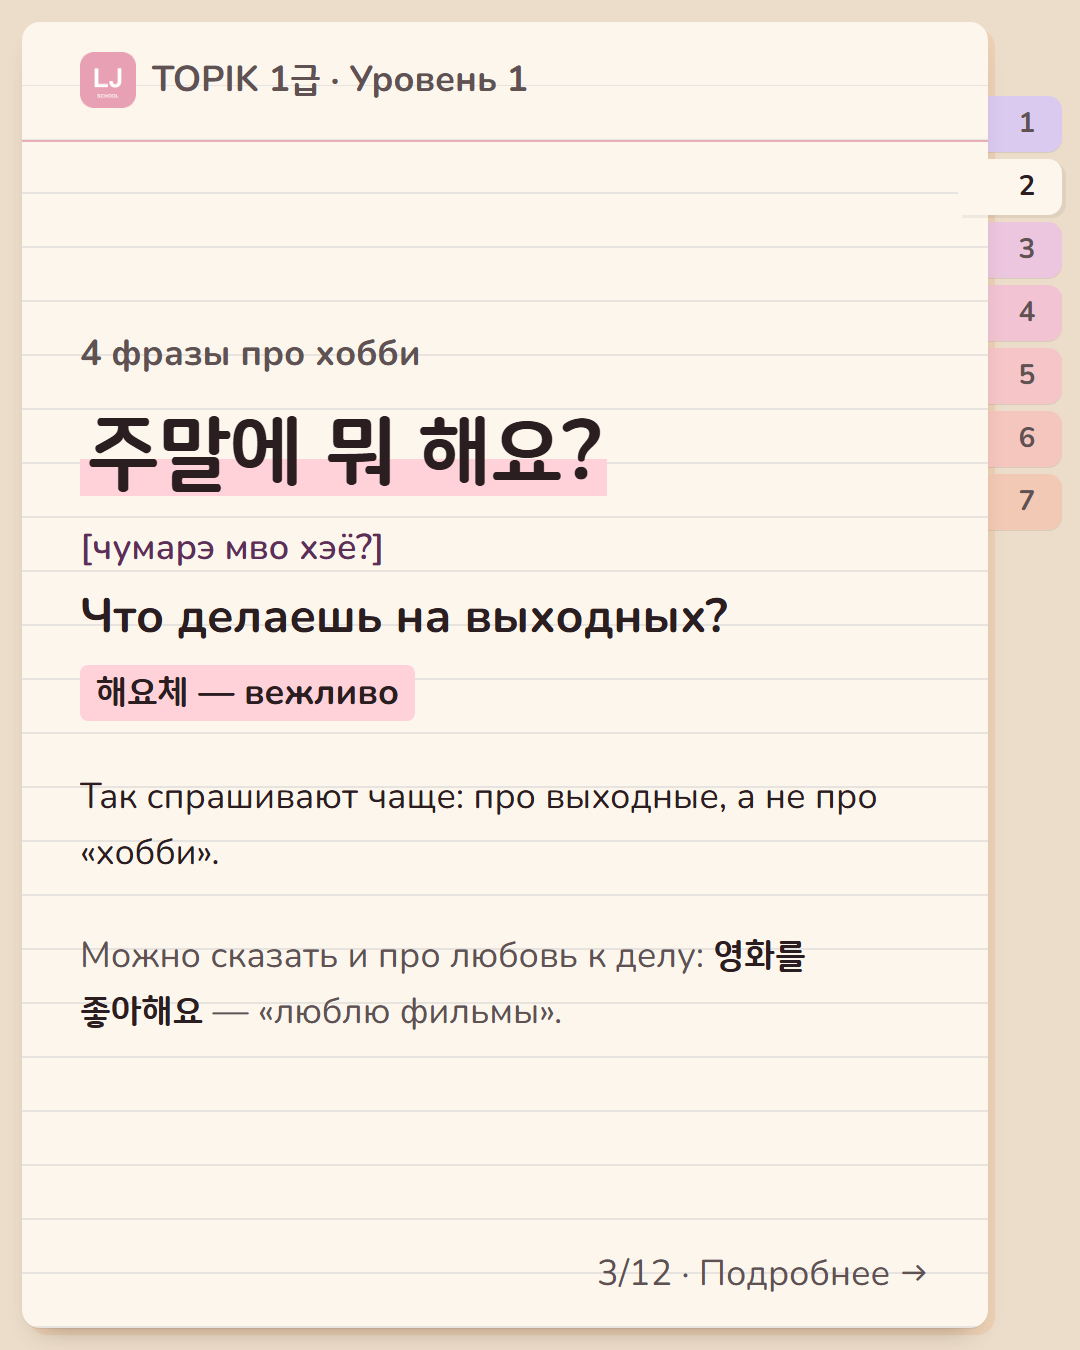 LJ
SCHOOL
TOPIK 1급 · Уровень 1
1
2
3
4
5
6
7
4 фразы про хобби
주말에 뭐 해요?
[чумарэ мво хэё?]
Что делаешь на выходных?
해요체 — вежливо
Так спрашивают чаще: про выходные, а не про
«хобби».
Можно сказать и про любовь к делу: 영화를
좋아해요 — «люблю фильмы».
3/12 · Подробнее →